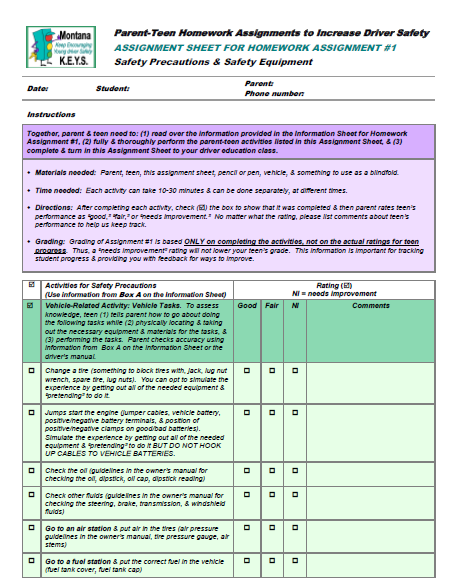 Montana
Keep Encouraging
Young driver Safety
K.E.Y.S.
Parent-Teen Homework Assignments to Increase Driver Safety
ASSIGNMENT SHEET FOR HOMEWORK ASSIGNMENT #1
Safety Precautions & Safety Equipment
Date: Student: Parent:
Phone number:
Instructions
Together, parent & teen need to: (1) read over the information provided in the Information Sheet for Homework
Assignment #1, (2) fully & thoroughly perform the parent-teen activities listed in this Assignment Sheet, & (3)
complete & turn in this Assignment Sheet to your driver education class.
• Materials needed: Parent, teen, this assignment sheet, pencil or pen, vehicle, & something to use as a blindfold.
• Time needed: Each activity can take 10-30 minutes & can be done separately, at different times.
• Directions: After completing each activity, check (☑) the box to show that it was completed & then parent rates teen's
performance as ³good,² ³fair,² or ³needs improvement.² No matter what the rating, please list comments about teen's
performance to help us keep track.
• Grading: Grading of Assignment #1 is based ONLY on completing the activities, not on the actual ratings for teen
progress. Thus, a ³needs improvement² rating will not lower your teen's grade. This information is important for tracking
student progress & providing you with feedback for ways to improve.
☑ Activities for Safety Precautions
(Use information from Box A on the Information Sheet)
Rating (☑)
NI = needs improvement
☑ Vehicle-Related Activity: Vehicle Tasks. To assess
knowledge, teen (1) tells parent how to go about doing
the following tasks while (2) physically locating & taking
out the necessary equipment & materials for the tasks, &
(3) performing the tasks. Parent checks accuracy using
information from Box A on the Information Sheet or the
driver's manual.
Good Fair NI Comments
☐ Change a tire (something to block tires with, jack, lug nut
wrench, spare tire, lug nuts). You can opt to simulate the
experience by getting out all of the needed equipment &
³pretending² to do it.
☐ ☐ ☐
☐ Jumps start the engine (jumper cables, vehicle battery,
positive/negative battery terminals, & position of
positive/negative clamps on good/bad batteries).
Simulate the experience by getting out all of the needed
equipment & ³pretending² to do it BUT DO NOT HOOK
UP CABLES TO VEHICLE BATTERIES.
☐ ☐ ☐
☐ Check the oil (guidelines in the owner's manual for
checking the oil, dipstick, oil cap, dipstick reading)
☐ ☐ ☐
☐ Check other fluids (guidelines in the owner's manual for
checking the steering, brake, transmission, & windshield
fluids)
☐ ☐ ☐
☐ Go to an air station & put air in the tires (air pressure
guidelines in the owner's manual, tire pressure gauge, air
stems)
☐ ☐ ☐
☐ Go to a fuel station & put the correct fuel in the vehicle
(fuel tank cover, fuel tank cap)
☐ ☐ ☐